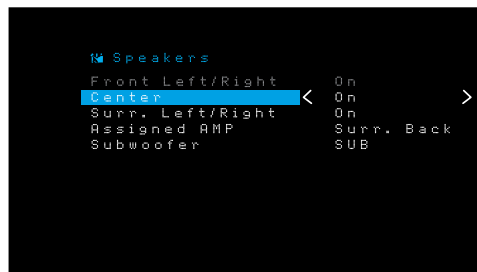 Speakers
Front Left/Right On
Center < On >
Surr. Left/Right On
Assigned AMP Surr. Back
Subwoofer SUB